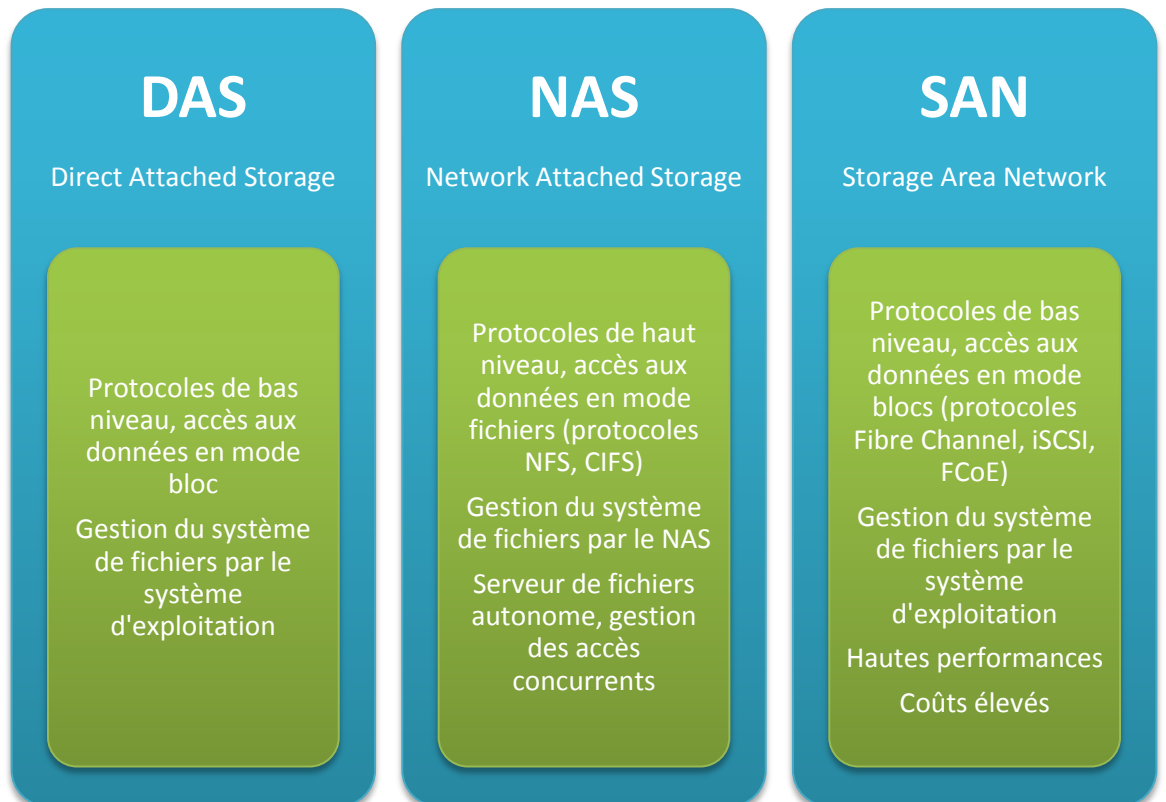 DAS
Direct Attached Storage
Protocoles de bas
niveau, accès aux
données en mode
bloc
Gestion du système
de fichiers par le
système
d'exploitation
NAS
Network Attached Storage
Protocoles de haut
niveau, accès aux
données en mode
fichiers (protocoles
NFS, CIFS)
Gestion du système
de fichiers par le NAS
Serveur de fichiers
autonome, gestion
des accès
concurrents
SAN
Storage Area Network
Protocoles de bas
niveau, accès aux
données en mode
blocs (protocoles
Fibre Channel, iSCSI,
FCoE)
Gestion du système
de fichiers par le
système
d'exploitation
Hautes performances
Coûts élevés